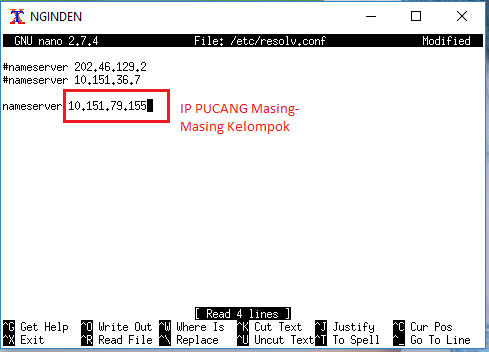 NGINDEN
GNU nano 2.7.4 File: /etc/resolv.conf Modified
#nameserver 202.46.129.2
#nameserver 10.151.36.7
nameserver 10.151.79.155
IP PUCANG Masing-
Masing Kelompok
[ Read 4 lines ]
^G Get Help ^O Write Out ^W Where Is ^K Cut Text ^J Justify ^C Cur Pos
^X Exit ^R Read File ^\ Replace ^U Uncut Text ^T To Spell ^_ Go To Line